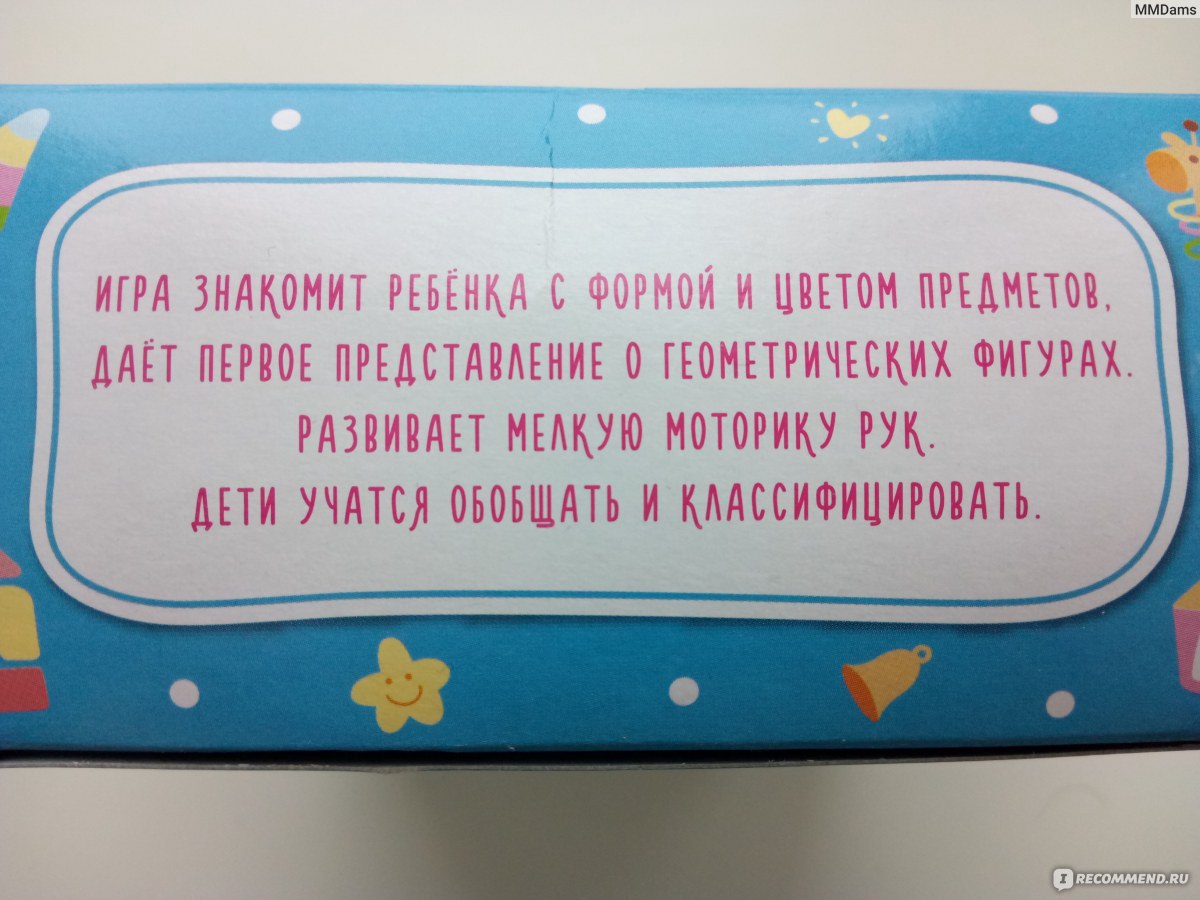 MMDams
ИГРА ЗНАКОМИТ РЕБЁНКА С ФОРМОЙ И ЦВЕТОМ ПРЕДМЕТОВ,
ДАЁТ ПЕРВОЕ ПРЕДСТАВЛЕНИЕ О ГЕОМЕТРИЧЕСКИХ ФИГУРАХ.
РАЗВИВАЕТ МЕЛКУЮ МОТОРИКУ РУК.
ДЕТИ УЧАТСЯ ОБОБЩАТЬ И КЛАССИФИЦИРОВАТЬ.
I RECOMMEND.RU